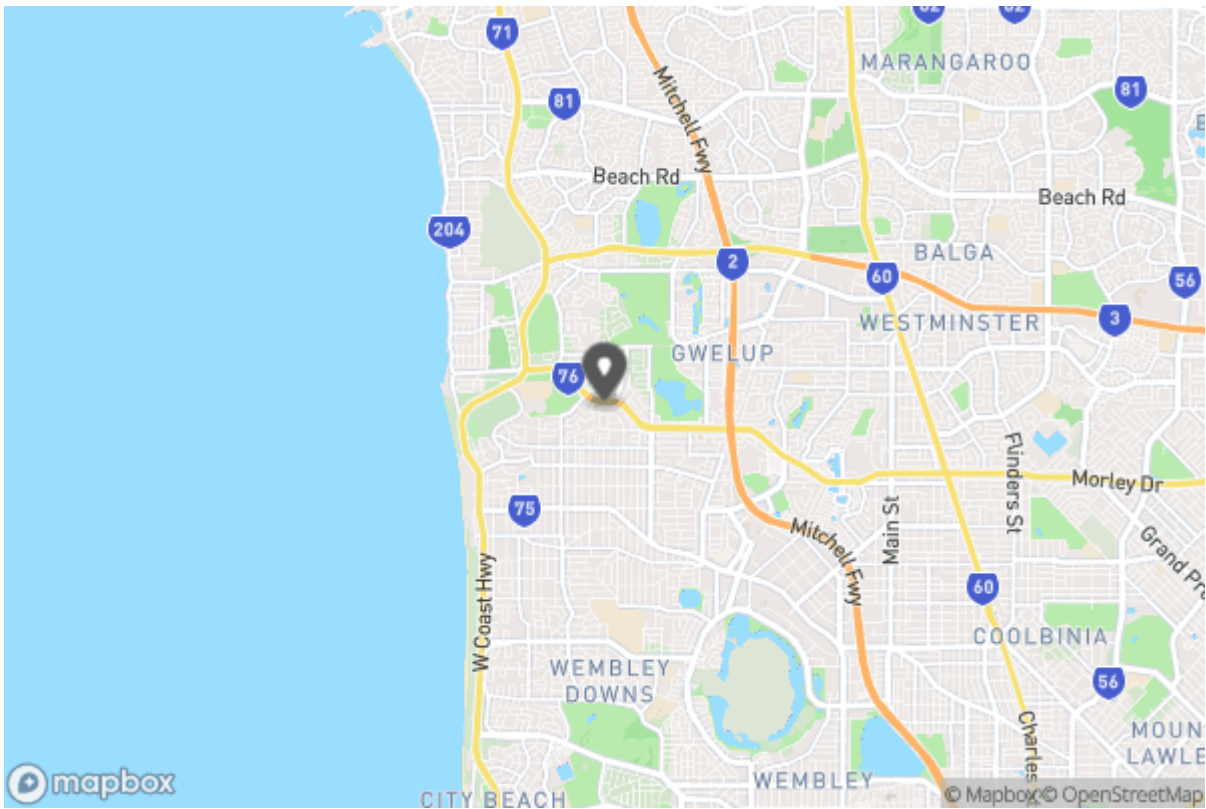 71
62
62
MARANGAROO
81
Mitchell Fwy
81
Beach Rd
Beach Rd
204
BALGA
2
60
56
3
WESTMINSTER
GWELUP
76
Flinders St
Morley Dr
75
Mitchell Fwy
Main St
Grand Pr
W Coast Hwy
60
COOLBINIA
WEMBLEY
DOWNS
56
Charles
MOUN
LAWLE
WEMBLEY
CITY BEACH
mapbox
© Mapbox © OpenStreetMap